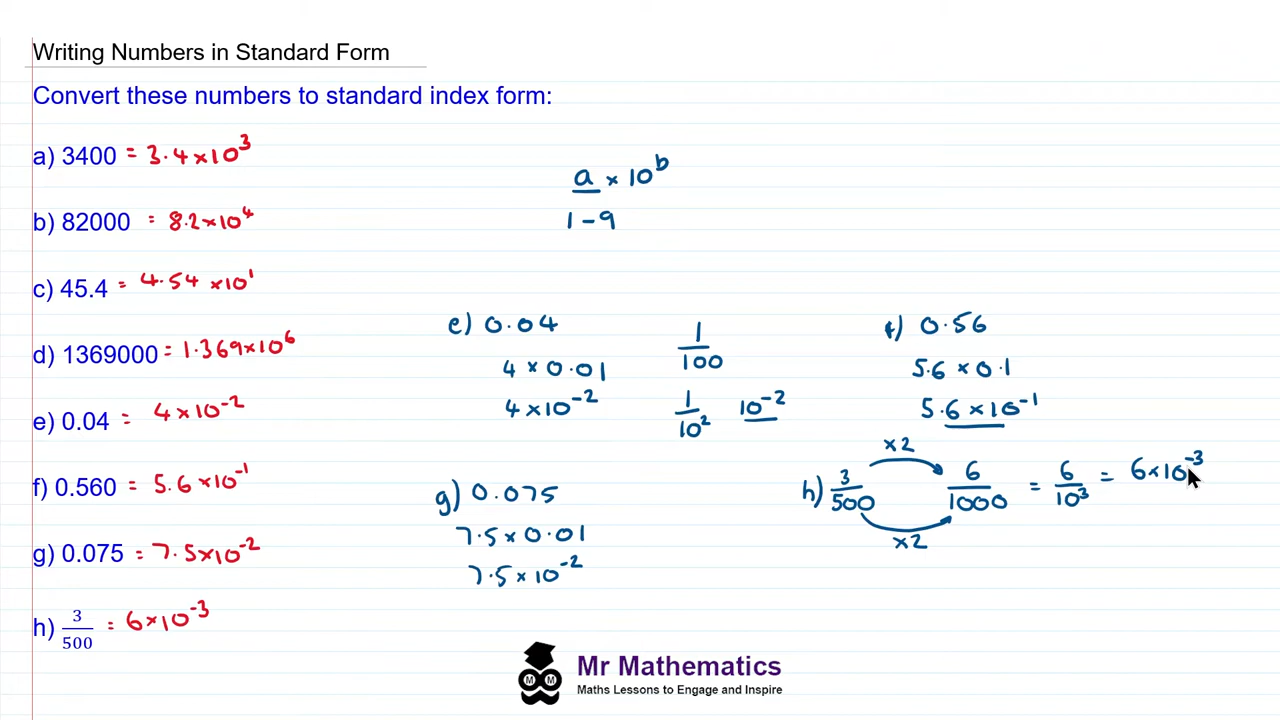 Writing Numbers in Standard Form
Convert these numbers to standard index form:
a) 3400 = 3.4×10³
b) 82000 = 8.2×10⁴
c) 45.4 = 4.54 ×10¹
d) 1369000 = 1.369×10⁶
e) 0.04 = 4×10⁻²
f) 0.560 = 5.6×10⁻¹
g) 0.075 = 7.5×10⁻²
h) 3/500 = 6×10⁻³
a × 10ᵇ
1-9
e) 0.04
4 × 0.01
4×10⁻²
1/100
1/10² 10⁻²
f) 0.56
5.6 × 0.1
5.6 × 10⁻¹
g) 0.075
7.5 × 0.01
7.5 × 10⁻²
×2
h) 3/500 6/1000 = 6/10³ = 6×10⁻³
×2
M M
Mr Mathematics
Maths Lessons to Engage and Inspire